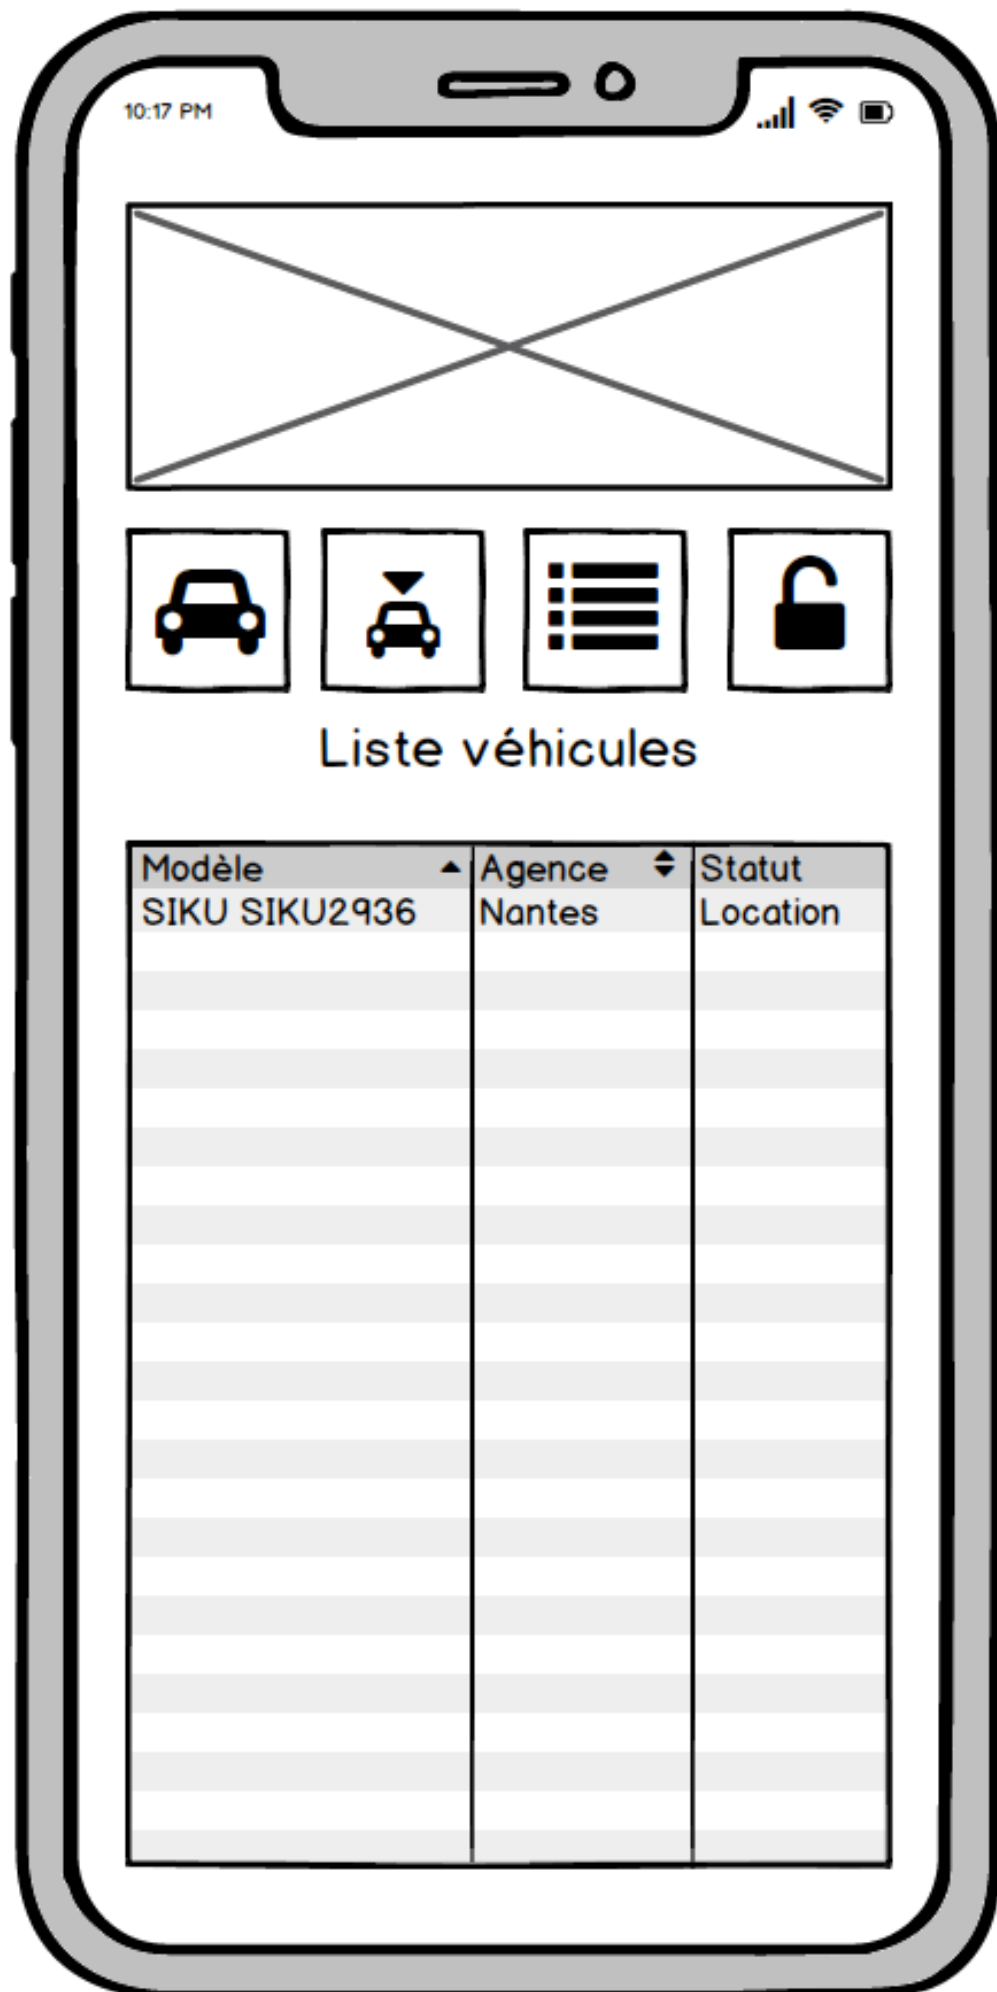 10:17 PM
Liste véhicules
Modèle Agence Statut
SIKU SIKU2936 Nantes Location